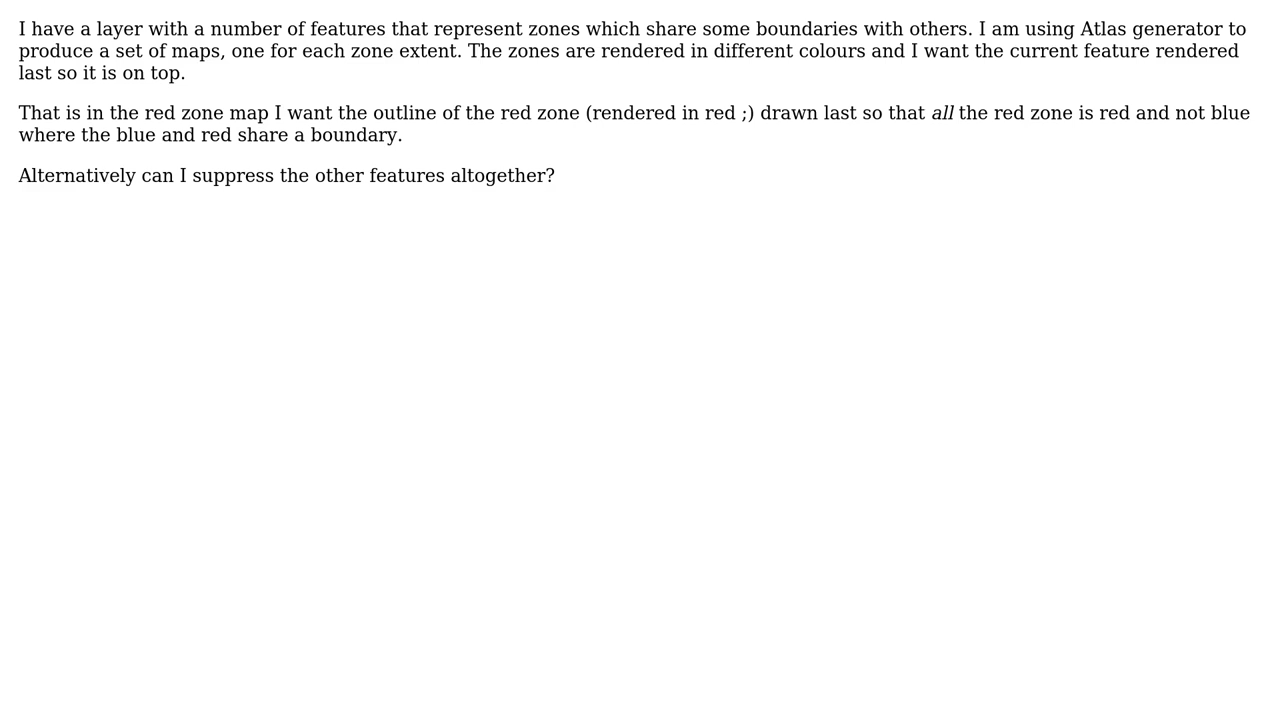 I have a layer with a number of features that represent zones which share some boundaries with others. I am using Atlas generator to
produce a set of maps, one for each zone extent. The zones are rendered in different colours and I want the current feature rendered
last so it is on top.
That is in the red zone map I want the outline of the red zone (rendered in red ;) drawn last so that all the red zone is red and not blue
where the blue and red share a boundary.
Alternatively can I suppress the other features altogether?